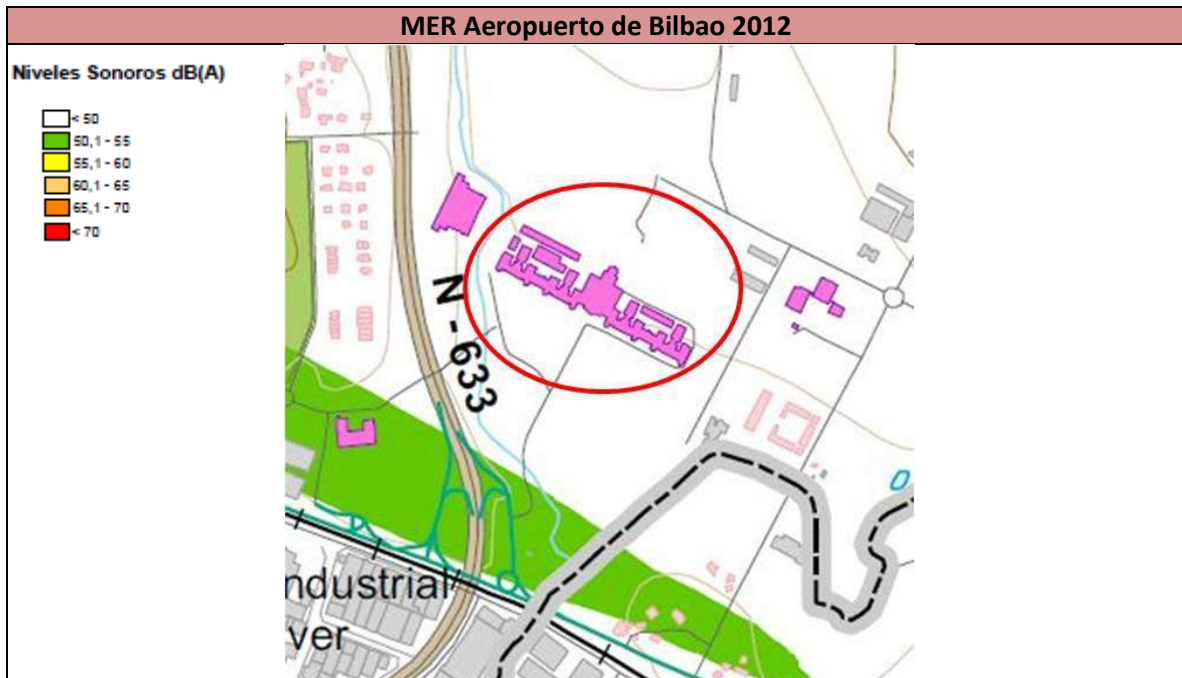 MER Aeropuerto de Bilbao 2012
Niveles Sonoros dB(A)
< 50
50,1 - 55
55,1 - 60
60,1 - 65
65,1 - 70
< 70
N - 633
ndustrial
ver